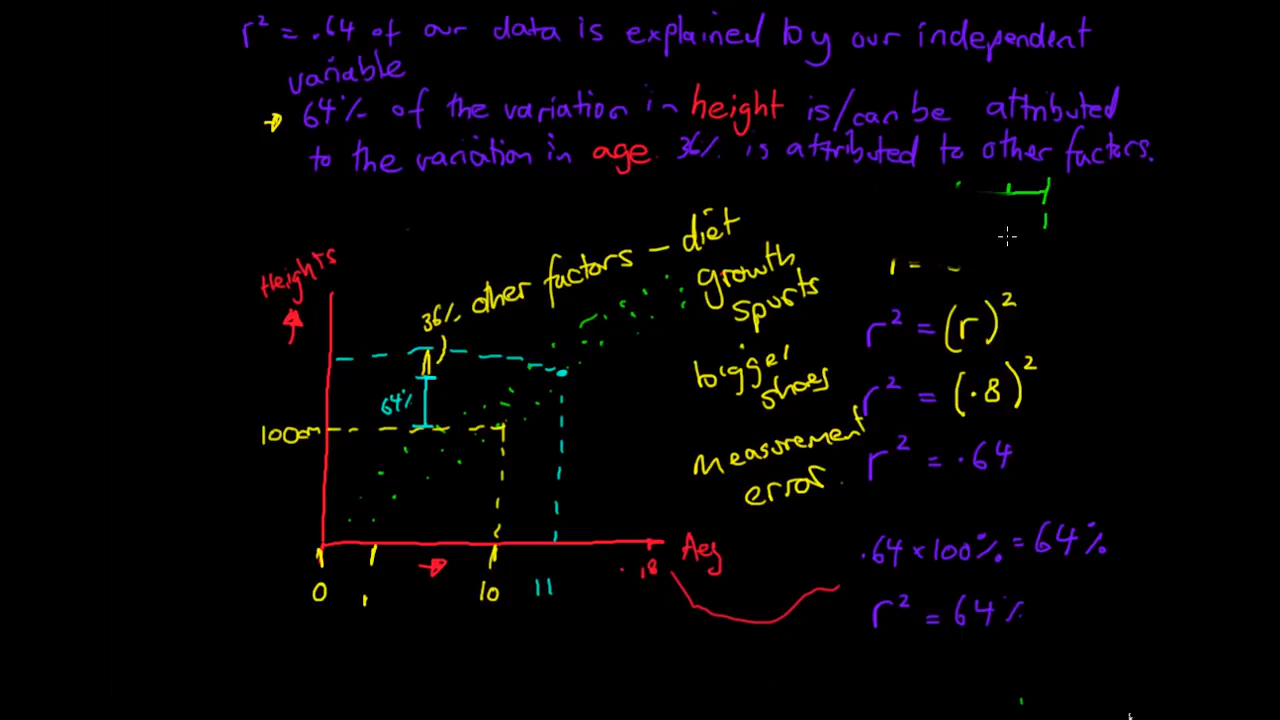 r² = .64 of our data is explained by our independent
variable
→ 64% of the variation in height is/can be attributed
to the variation in age. 36% is attributed to other factors.
Heights
36% other factors – diet
growth
spurts
bigger
shoes
measurement
error.
64%
100cm
0
1
10
11
18
Aeg
r² = (r)²
r² = (.8)²
r² = .64
.64 x 100% = 64%
r² = 64%